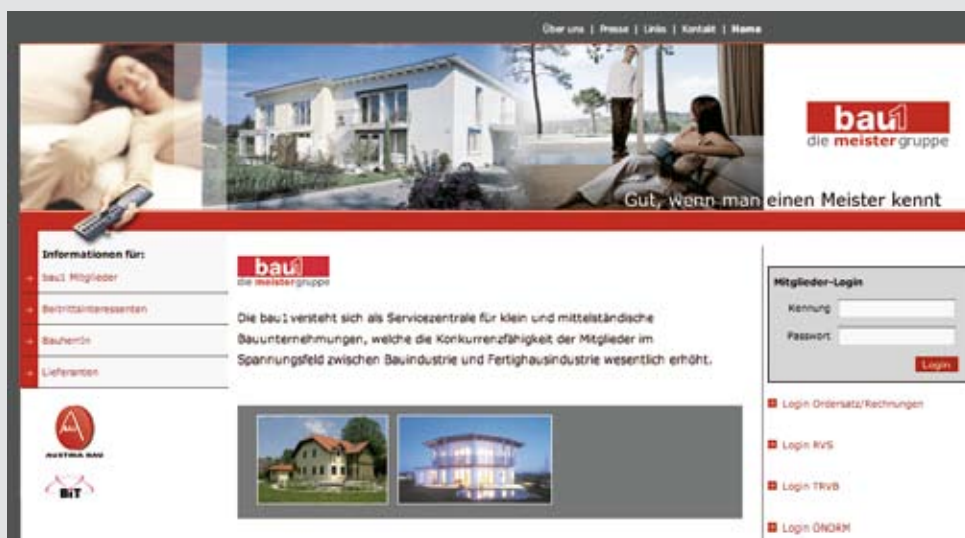 Über uns | Presse | Links | Kontakt | Home
bau1
die meistergruppe
Gut, wenn man einen Meister kennt
Informationen für:
bau1 Mitglieder
Beitrittsinteressenten
BauherrIn
Lieferanten
AUSTRIA BAU
BiT
bau1
die meistergruppe
Die bau1 versteht sich als Servicezentrale für klein und mittelständische
Bauunternehmungen, welche die Konkurrenzfähigkeit der Mitglieder im
Spannungsfeld zwischen Bauindustrie und Fertighausindustrie wesentlich erhöht.
Mitglieder-Login
Kennung
Passwort
Login
Login Ordersatz/Rechnungen
Login RVS
Login TRVB
Login ÖNORM